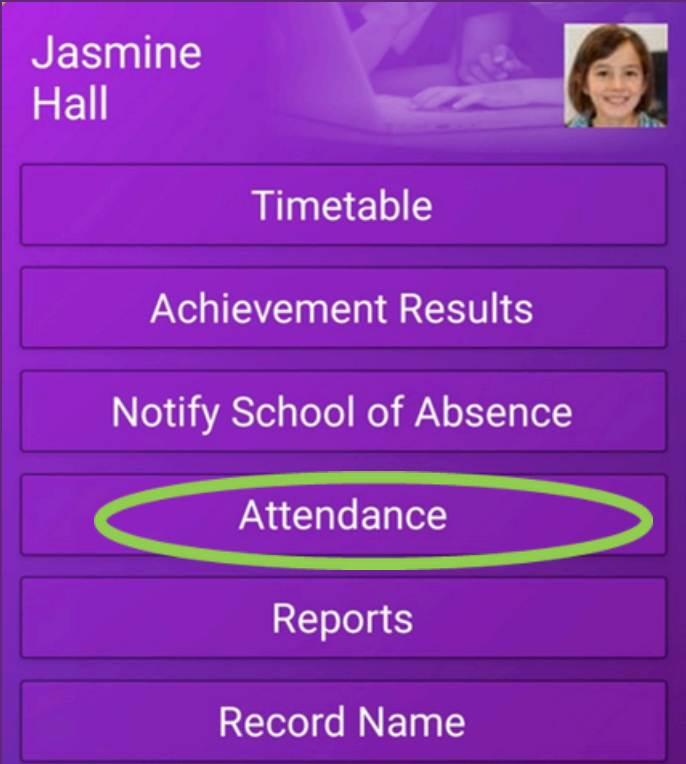 Jasmine
Hall
Timetable
Achievement Results
Notify School of Absence
Attendance
Reports
Record Name